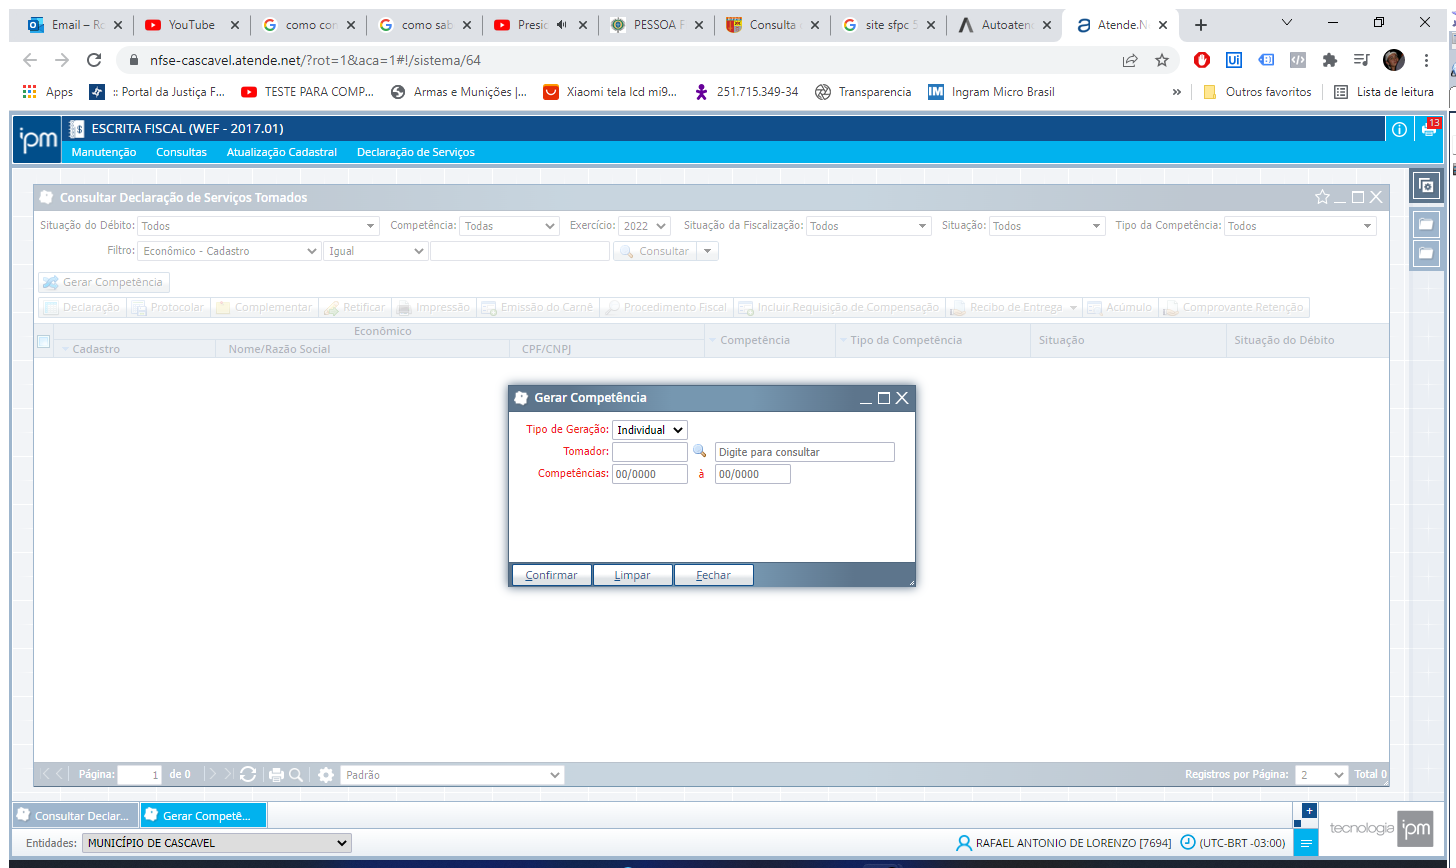 Email – Ro
YouTube
como con
como sab
Presid
PESSOA F
Consulta
site sfpc 5
Autoaten
Atende.N
nfse-cascavel.atende.net/?rot=1&aca=1#!/sistema/64
Apps
:: Portal da Justiça F...
TESTE PARA COMP...
Armas e Munições |...
Xiaomi tela lcd mi9...
251.715.349-34
Transparencia
IM Ingram Micro Brasil
»
Outros favoritos
Lista de leitura
ipm
ESCRITA FISCAL (WEF - 2017.01)
13
Manutenção Consultas Atualização Cadastral Declaração de Serviços
Consultar Declaração de Serviços Tomados
Situação do Débito: Todos Competência: Todas Exercício: 2022 Situação da Fiscalização: Todos Situação: Todos Tipo da Competência: Todos
Filtro: Econômico - Cadastro Igual Consultar
Gerar Competência
Declaração Protocolar Complementar Retificar Impressão Emissão do Carnê Procedimento Fiscal Incluir Requisição de Compensação Recibo de Entrega Acúmulo Comprovante Retenção
Econômico
Cadastro Nome/Razão Social CPF/CNPJ Competência Tipo da Competência Situação Situação do Débito
Gerar Competência
Tipo de Geração: Individual
Tomador: Digite para consultar
Competências: 00/0000 à 00/0000
Confirmar Limpar Fechar
Página: 1 de 0 Padrão Registros por Página: 2 Total 0
Consultar Declar... Gerar Competê...
Entidades: MUNICÍPIO DE CASCAVEL RAFAEL ANTONIO DE LORENZO [7694] (UTC-BRT -03:00)
tecnologia ipm